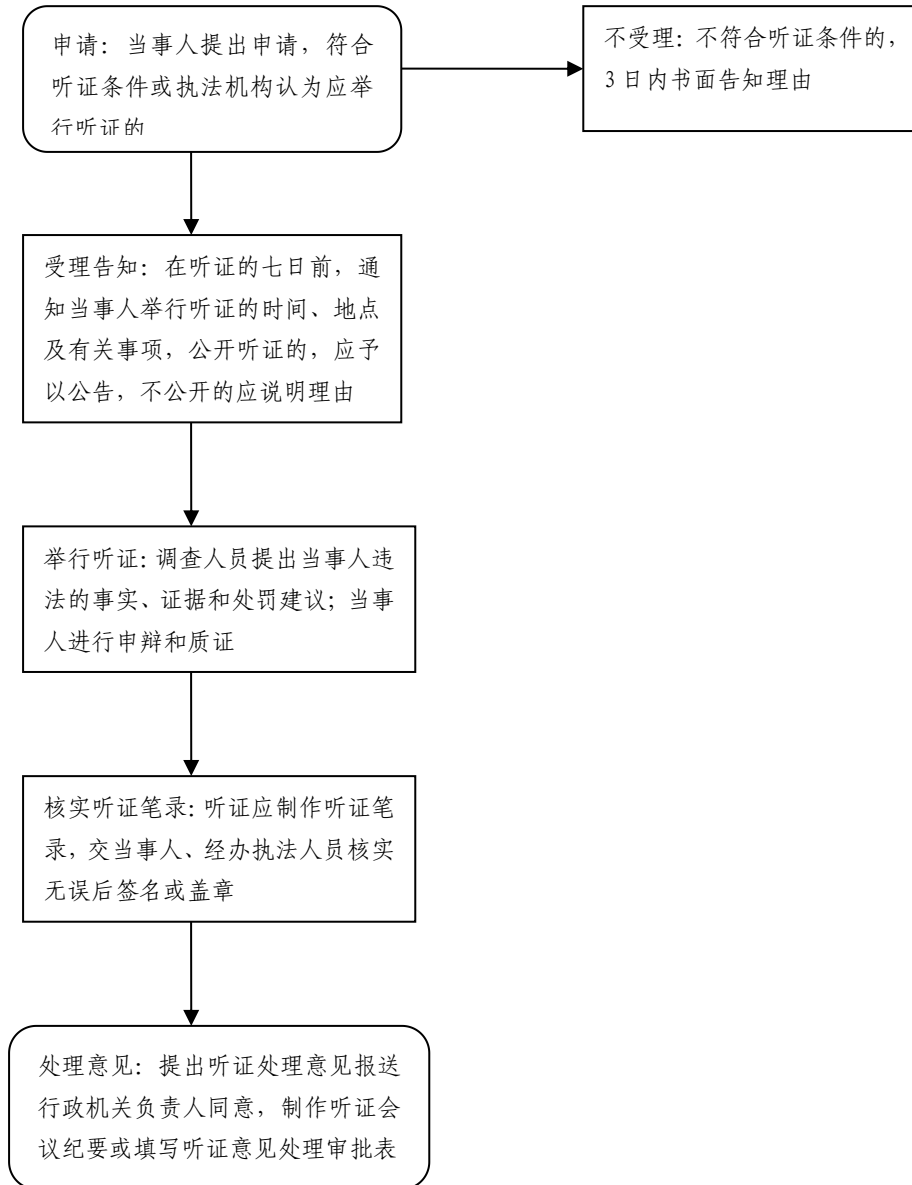 申请：当事人提出申请，符合
听证条件或执法机构认为应举
行听证的
不受理：不符合听证条件的，
3 日内书面告知理由
受理告知：在听证的七日前，通
知当事人举行听证的时间、地点
及有关事项，公开听证的，应予
以公告，不公开的应说明理由
举行听证：调查人员提出当事人违
法的事实、证据和处罚建议；当事
人进行申辩和质证
核实听证笔录：听证应制作听证笔
录，交当事人、经办执法人员核实
无误后签名或盖章
处理意见：提出听证处理意见报送
行政机关负责人同意，制作听证会
议纪要或填写听证意见处理审批表